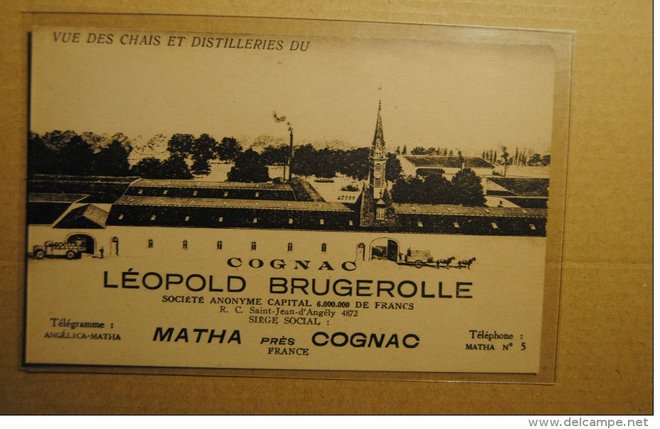 VUE DES CHAIS ET DISTILLERIES DU
COGNAC
LÉOPOLD BRUGEROLLE
SOCIÉTÉ ANONYME CAPITAL 6.000.000 DE FRANCS
R. C. Saint-Jean-d'Angély 4872
SIÈGE SOCIAL :
Télégramme :
ANGÉLICA-MATHA
MATHA PRÈS COGNAC
FRANCE
Téléphone :
MATHA N° 5
delcampe.net